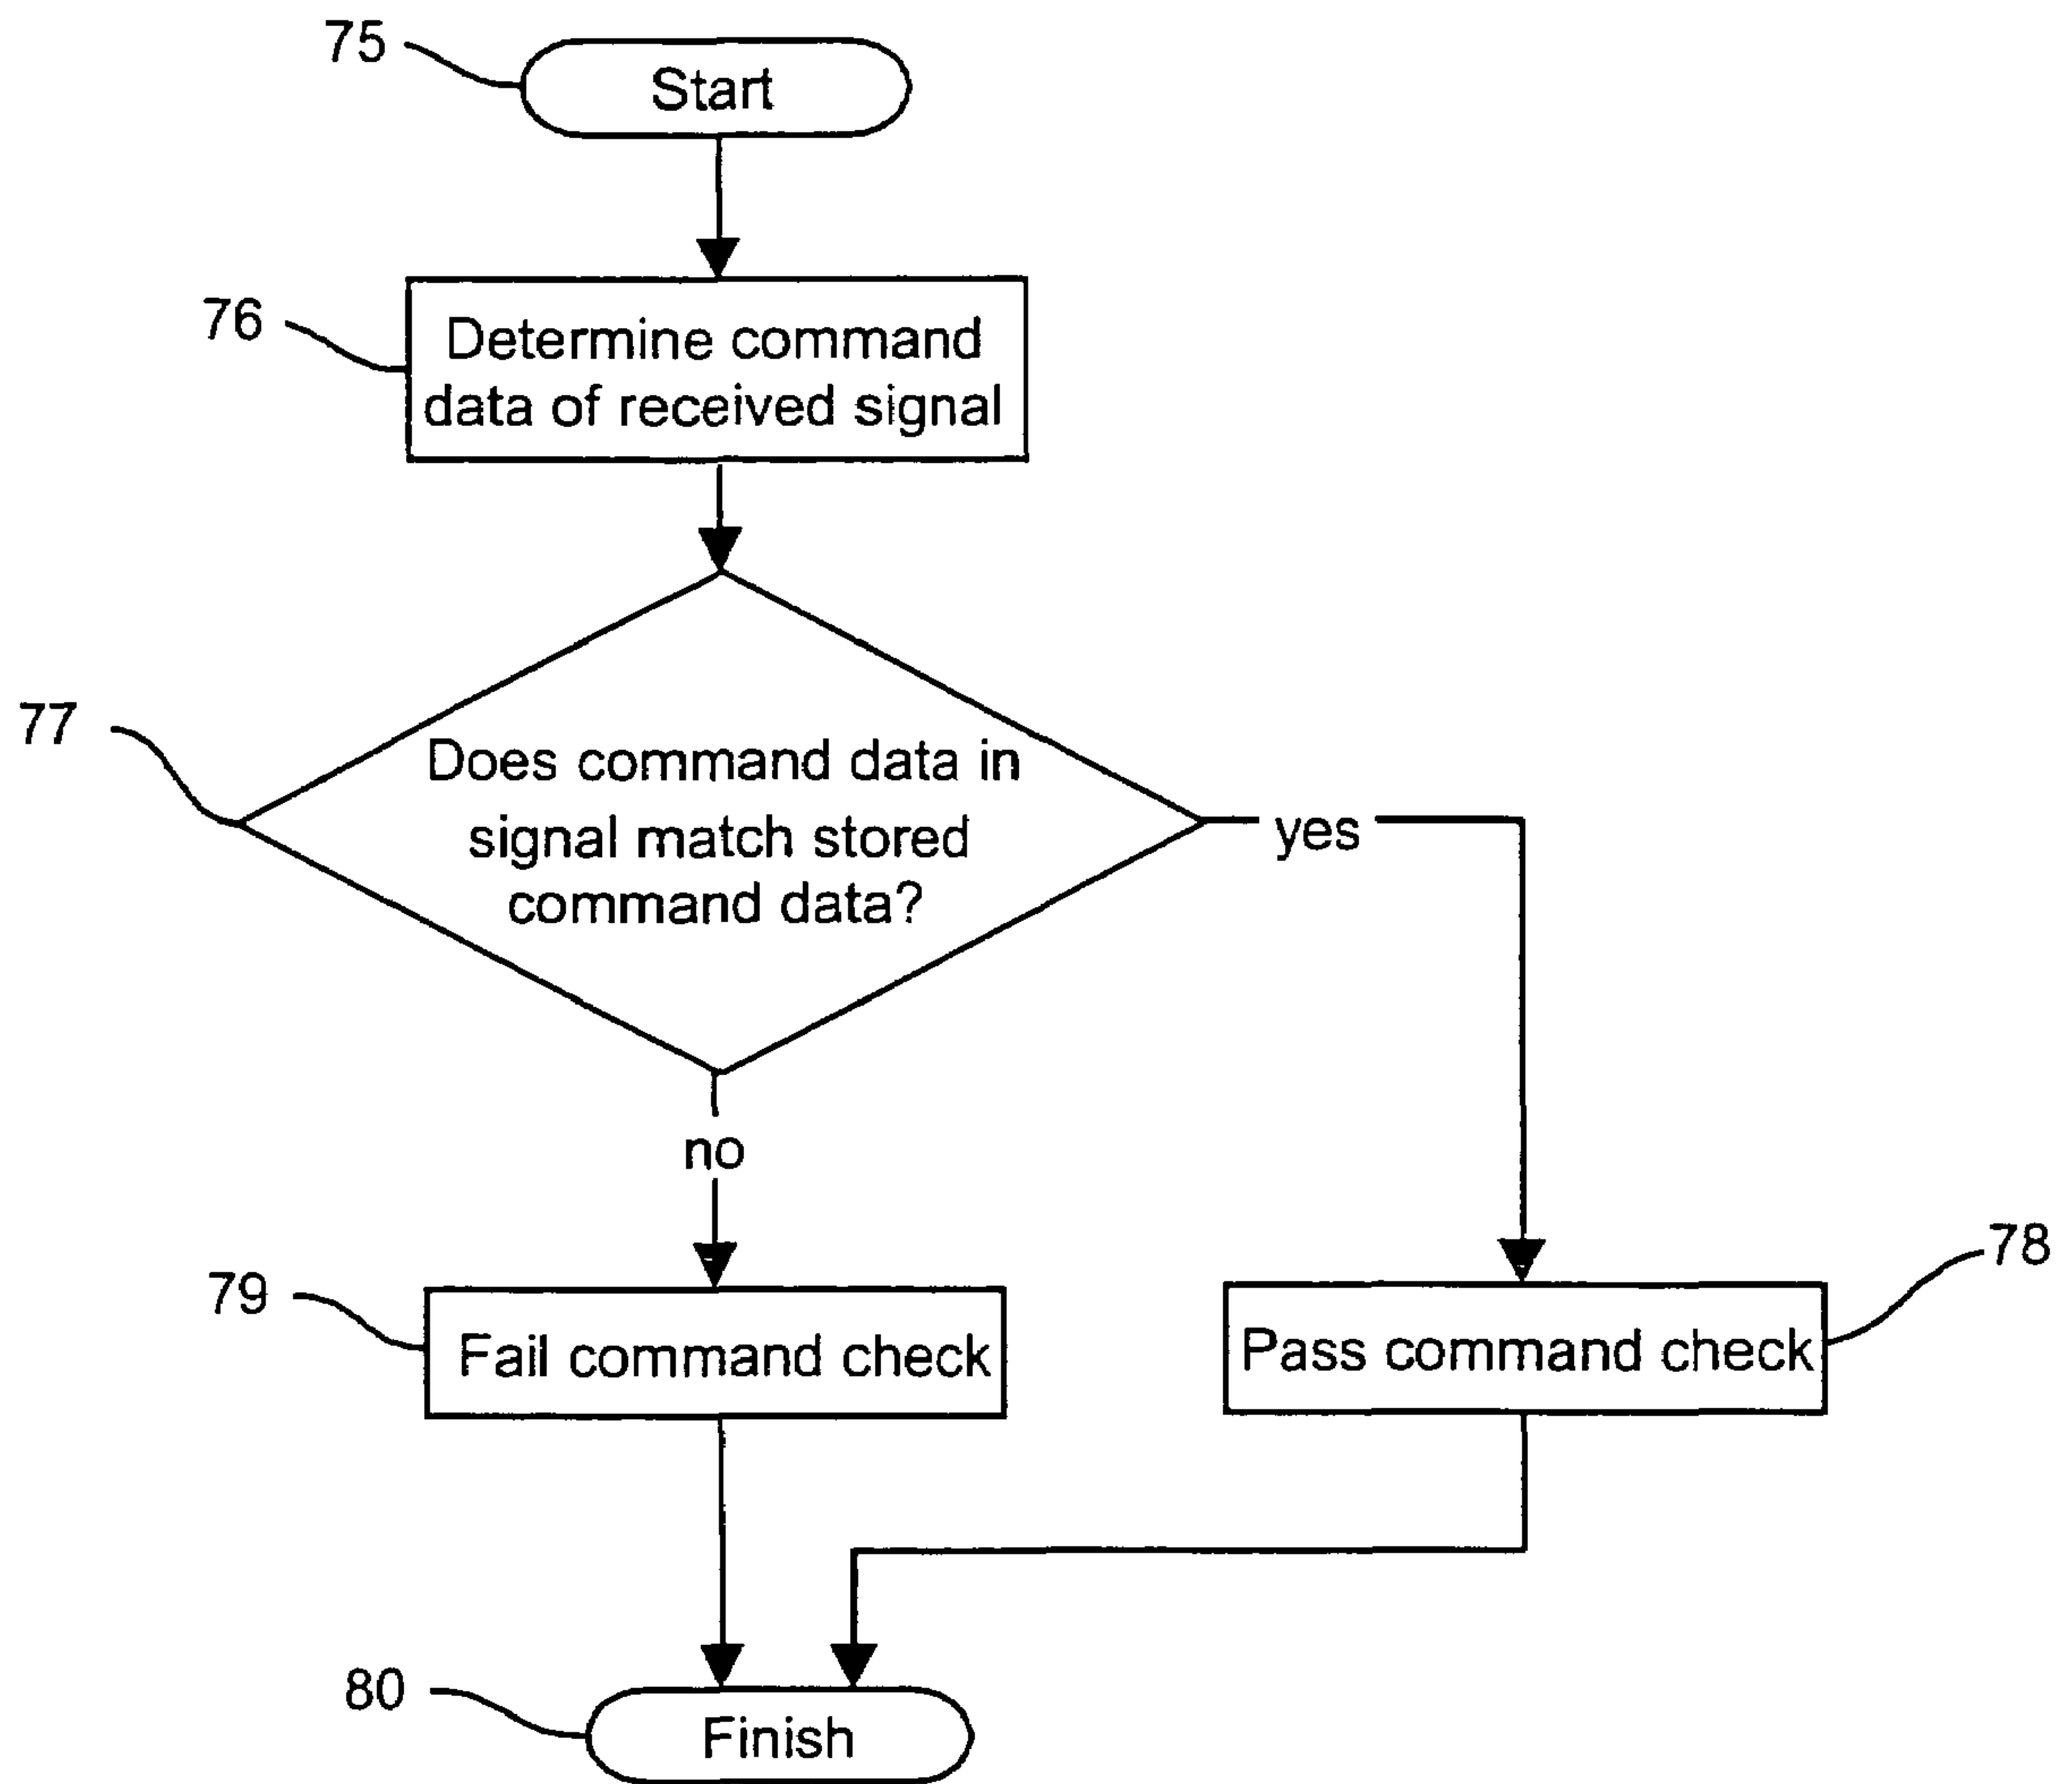 75
Start
76
Determine command
data of received signal
77
Does command data in
signal match stored
command data?
yes
no
79
Fail command check
78
Pass command check
80
Finish